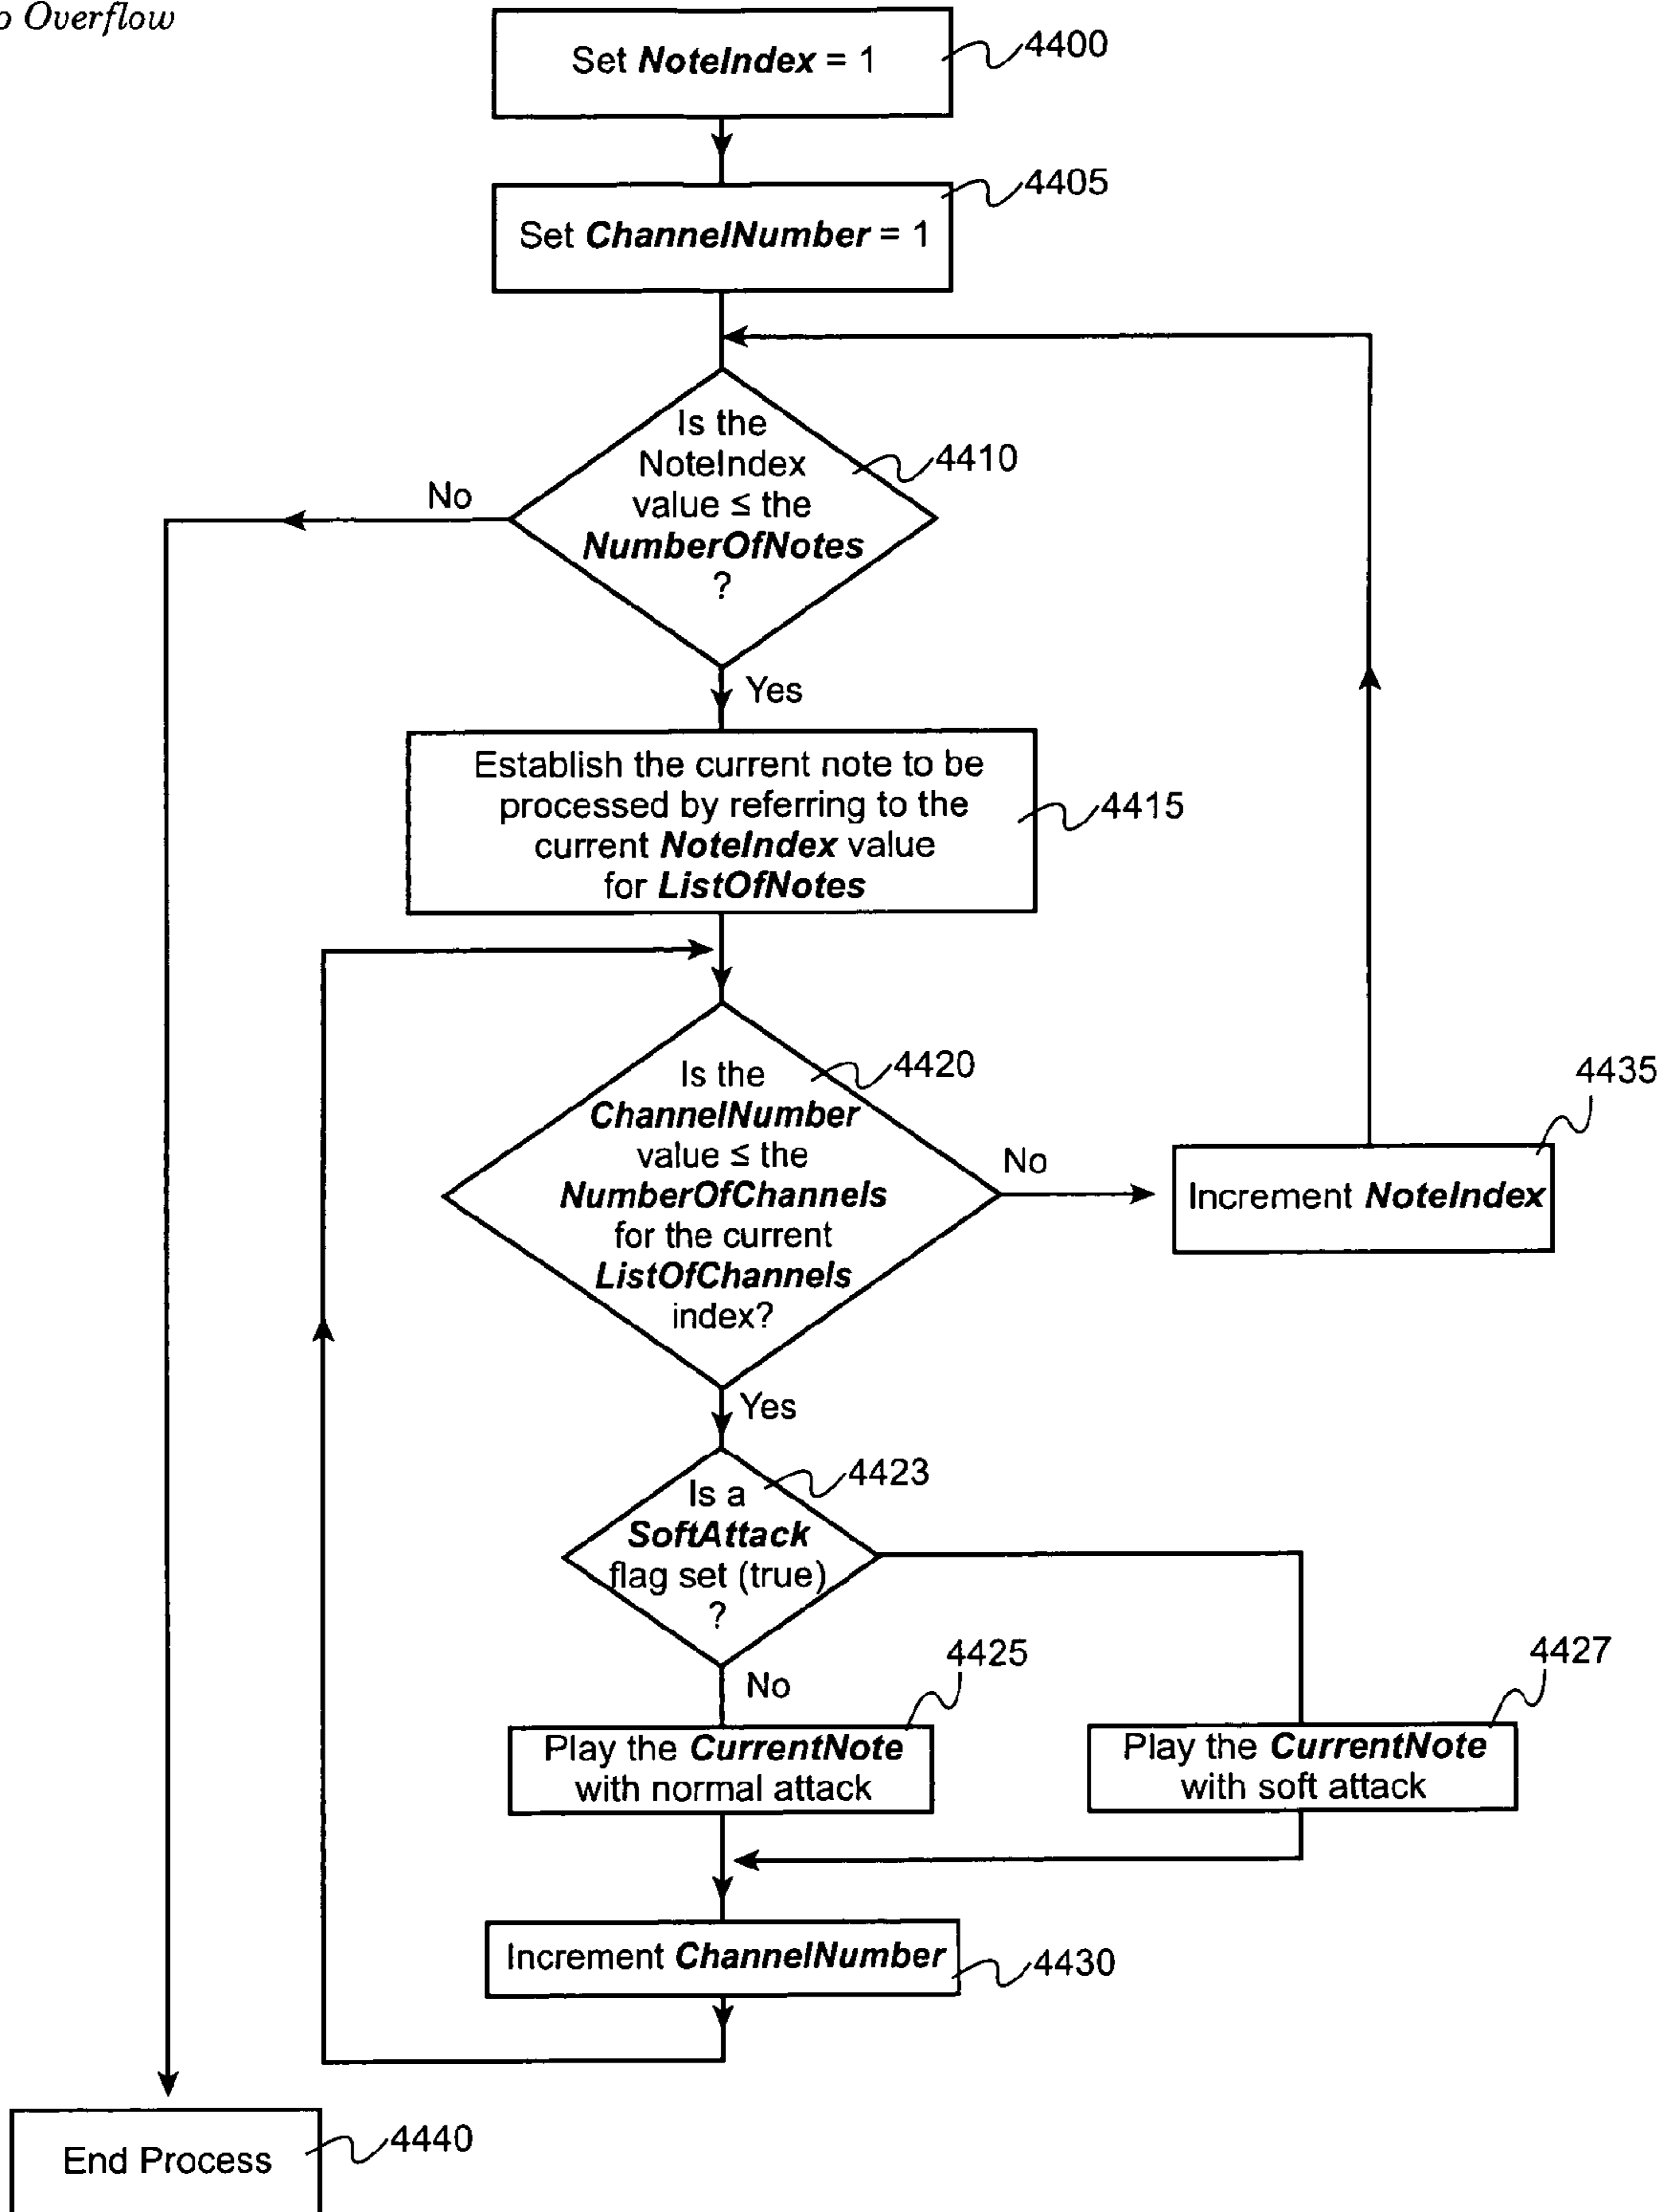 Overflow
Set NoteIndex = 1
4400
Set ChannelNumber = 1
4405
Is the
NoteIndex
value ≤ the
NumberOfNotes
?
4410
No
Yes
Establish the current note to be
processed by referring to the
current NoteIndex value
for ListOfNotes
4415
Is the
ChannelNumber
value ≤ the
NumberOfChannels
for the current
ListOfChannels
index?
4420
No
4435
Increment NoteIndex
Yes
Is a
SoftAttack
flag set (true)
?
4423
No
4425
Play the CurrentNote
with normal attack
4427
Play the CurrentNote
with soft attack
Increment ChannelNumber
4430
End Process
4440